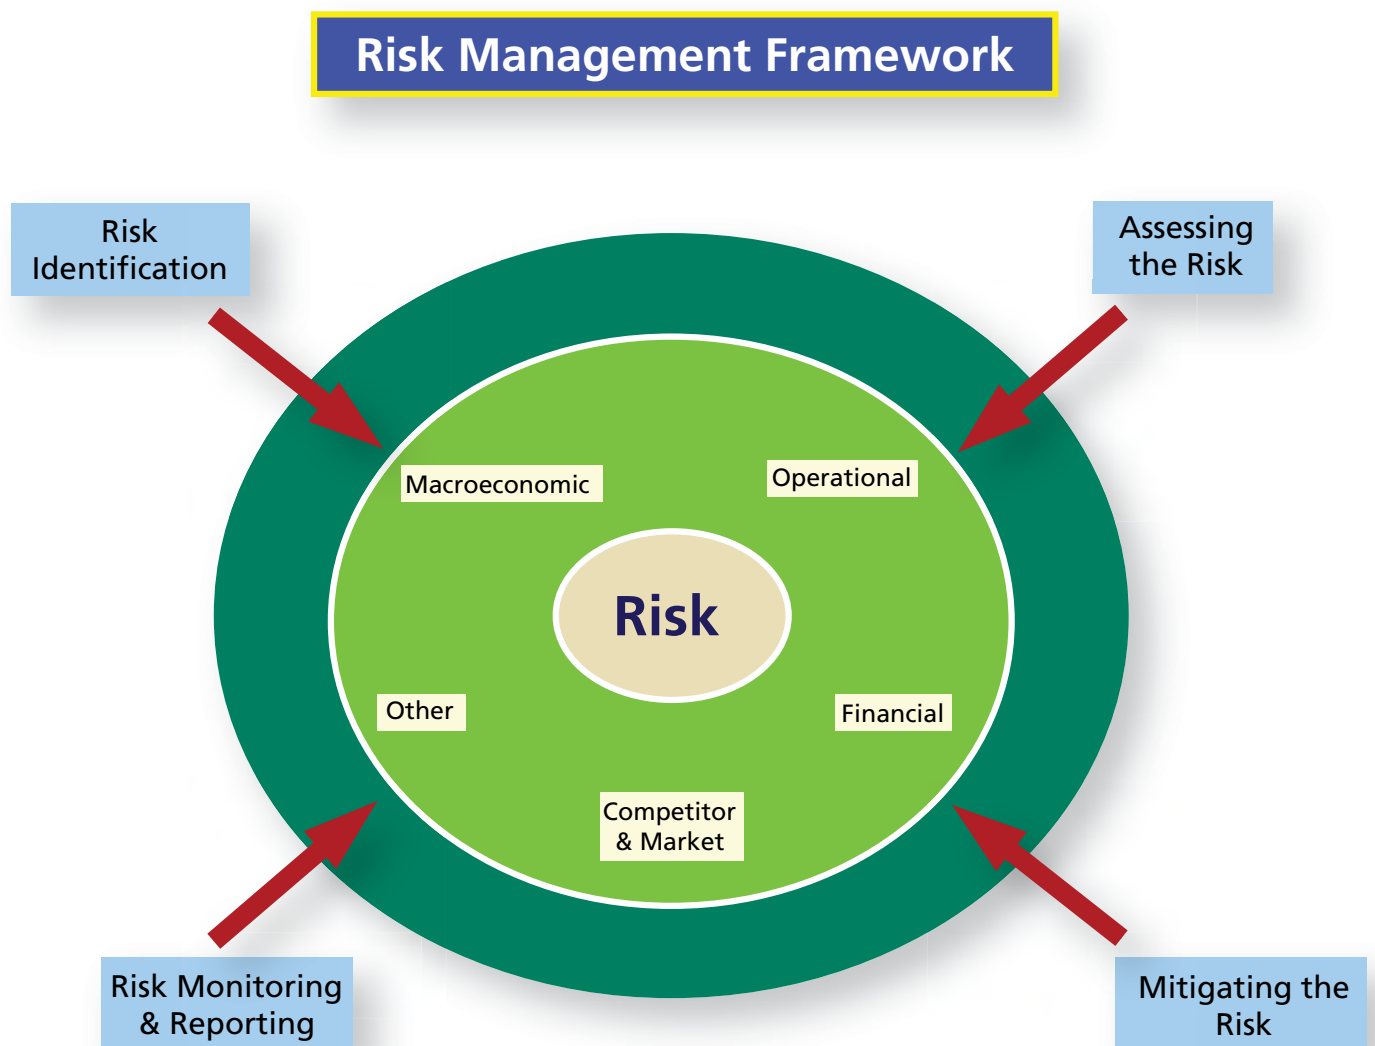 Risk Management Framework
Risk
Identification
Assessing
the Risk
Macroeconomic
Operational
Risk
Other
Financial
Competitor
& Market
Risk Monitoring
& Reporting
Mitigating the
Risk